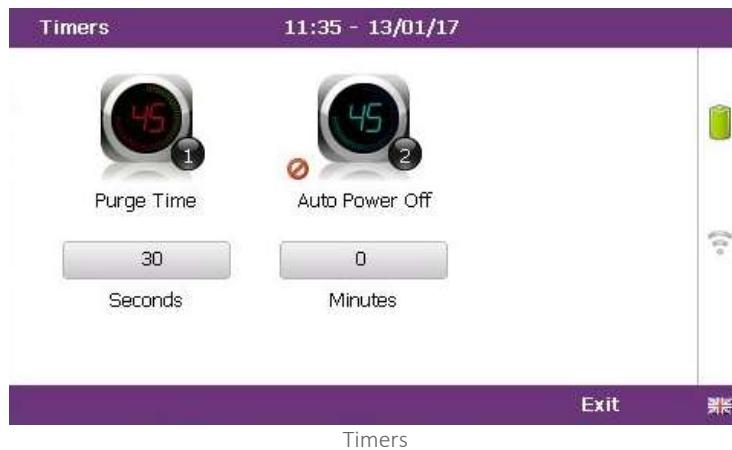 Timers 11:35 - 13/01/17
45 45
1 2
Purge Time Auto Power Off
30 0
Seconds Minutes
Exit
Timers